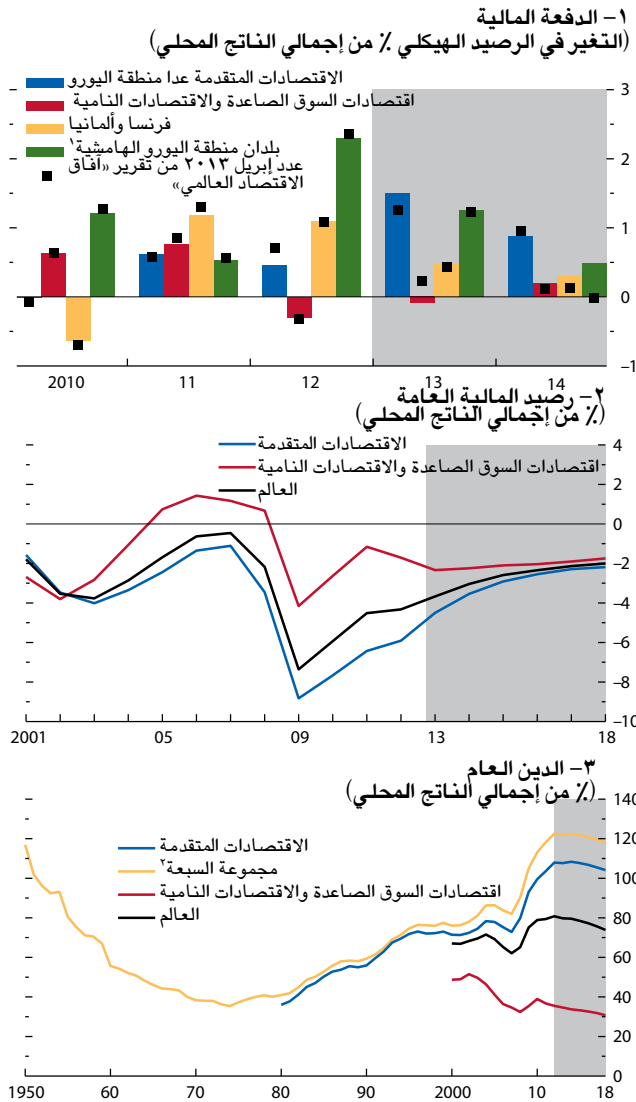 ١– الدفعة المالية
(التغير في الرصيد الهيكلي ٪ من إجمالي الناتج المحلي)
الاقتصادات المتقدمة عدا منطقة اليورو
اقتصادات السوق الصاعدة والاقتصادات النامية
فرنسا وألمانيا
بلدان منطقة اليورو الهامشية١
عدد إبريل ٢٠١٣ من تقرير «آفاق
الاقتصاد العالمي»
3
2
1
0
–1
2010 11 12 13 14
٢– رصيد المالية العامة
(٪ من إجمالي الناتج المحلي)
الاقتصادات المتقدمة
اقتصادات السوق الصاعدة والاقتصادات النامية
العالم
4
2
0
–2
–4
–6
–8
–10
2001 05 09 13 18
٣– الدين العام
(٪ من إجمالي الناتج المحلي)
الاقتصادات المتقدمة
مجموعة السبعة٢
اقتصادات السوق الصاعدة والاقتصادات النامية
العالم
140
120
100
80
60
40
20
0
1950 60 70 80 90 2000 10 18